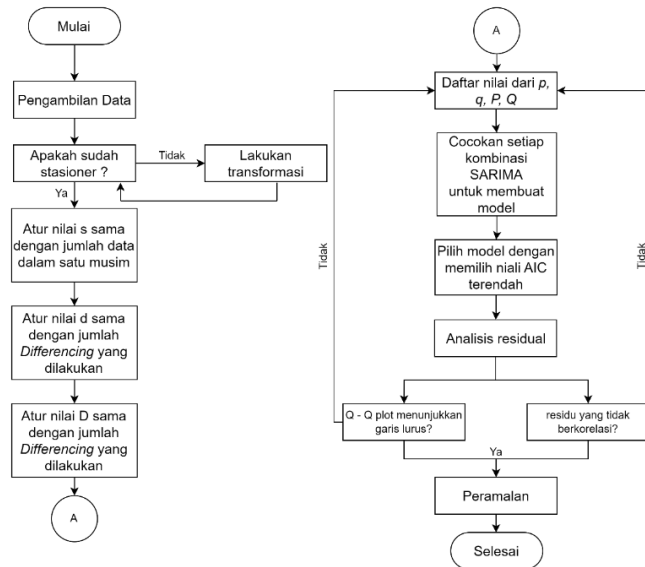 Mulai
Pengambilan Data
Apakah sudah
stasioner ?
Tidak
Lakukan
transformasi
Ya
Atur nilai s sama
dengan jumlah data
dalam satu musim
Atur nilai d sama
dengan jumlah
Differencing yang
dilakukan
Atur nilai D sama
dengan jumlah
Differencing yang
dilakukan
A
A
Daftar nilai dari p,
q, P, Q
Cocokan setiap
kombinasi
SARIMA
untuk membuat
model
Pilih model dengan
memilih niali AIC
terendah
Analisis residual
Tidak
Tidak
Q - Q plot menunjukkan
garis lurus?
residu yang tidak
berkorelasi?
Ya
Peramalan
Selesai